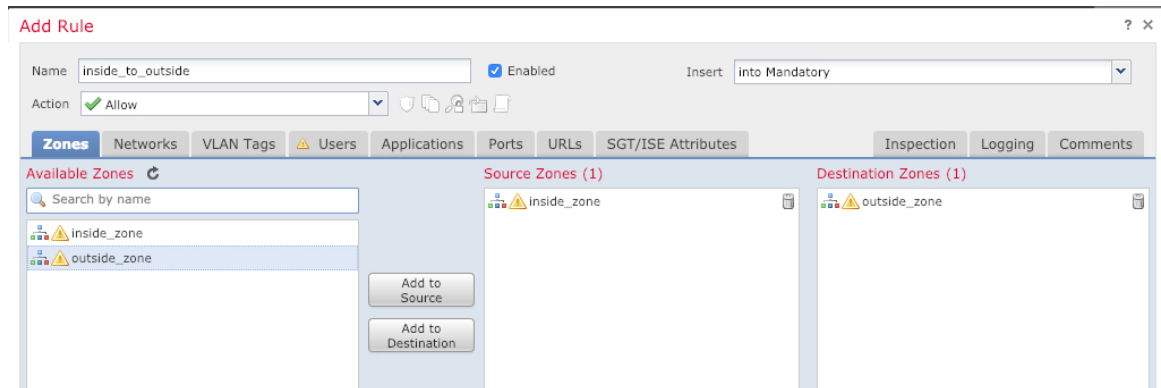 Add Rule ? ×
Name inside_to_outside Enabled Insert into Mandatory
Action Allow
Zones Networks VLAN Tags Users Applications Ports URLs SGT/ISE Attributes Inspection Logging Comments
Available Zones Source Zones (1) Destination Zones (1)
Search by name inside_zone outside_zone
inside_zone
outside_zone
Add to
Source
Add to
Destination